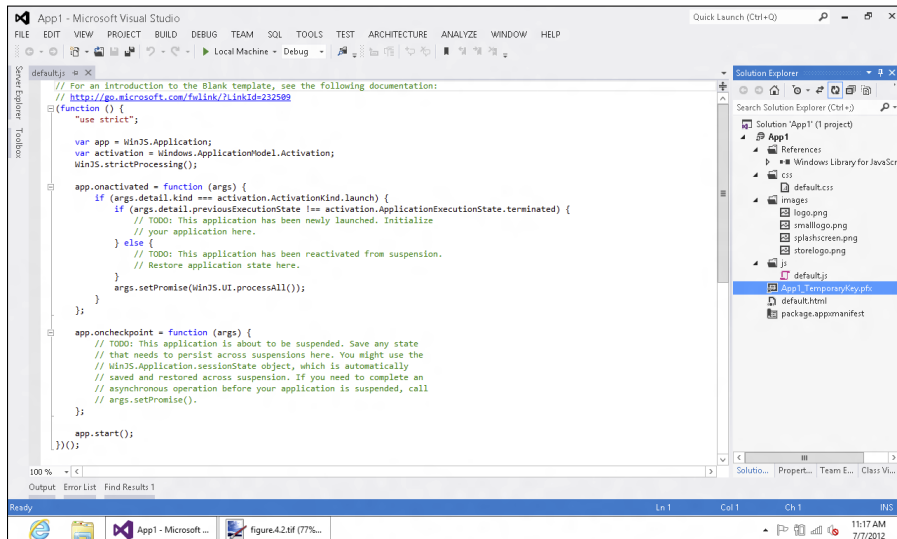 App1 - Microsoft Visual Studio
Quick Launch (Ctrl+Q)
FILE EDIT VIEW PROJECT BUILD DEBUG TEAM SQL TOOLS TEST ARCHITECTURE ANALYZE WINDOW HELP
Local Machine Debug
Server Explorer
Toolbox
default.js
// For an introduction to the Blank template, see the following documentation:
// http://go.microsoft.com/fwlink/?LinkId=232509
(function () {
"use strict";
var app = WinJS.Application;
var activation = Windows.ApplicationModel.Activation;
WinJS.strictProcessing();
app.onactivated = function (args) {
if (args.detail.kind === activation.ActivationKind.launch) {
if (args.detail.previousExecutionState !== activation.ApplicationExecutionState.terminated) {
// TODO: This application has been newly launched. Initialize
// your application here.
} else {
// TODO: This application has been reactivated from suspension.
// Restore application state here.
}
args.setPromise(WinJS.UI.processAll());
}
};
app.oncheckpoint = function (args) {
// TODO: This application is about to be suspended. Save any state
// that needs to persist across suspensions here. You might use the
// WinJS.Application.sessionState object, which is automatically
// saved and restored across suspension. If you need to complete an
// asynchronous operation before your application is suspended, call
// args.setPromise().
};
app.start();
})();
100 %
Solution Explorer
Search Solution Explorer (Ctrl+;)
Solution 'App1' (1 project)
App1
References
Windows Library for JavaScr
css
default.css
images
logo.png
smalllogo.png
splashscreen.png
storelogo.png
js
default.js
App1_TemporaryKey.pfx
default.html
package.appxmanifest
Solutio... Propert... Team E... Class Vi...
Output Error List Find Results 1
Ready Ln 1 Col 1 Ch 1 INS
App1 - Microsoft ... figure.4.2.tif (77%...
11:17 AM
7/7/2012